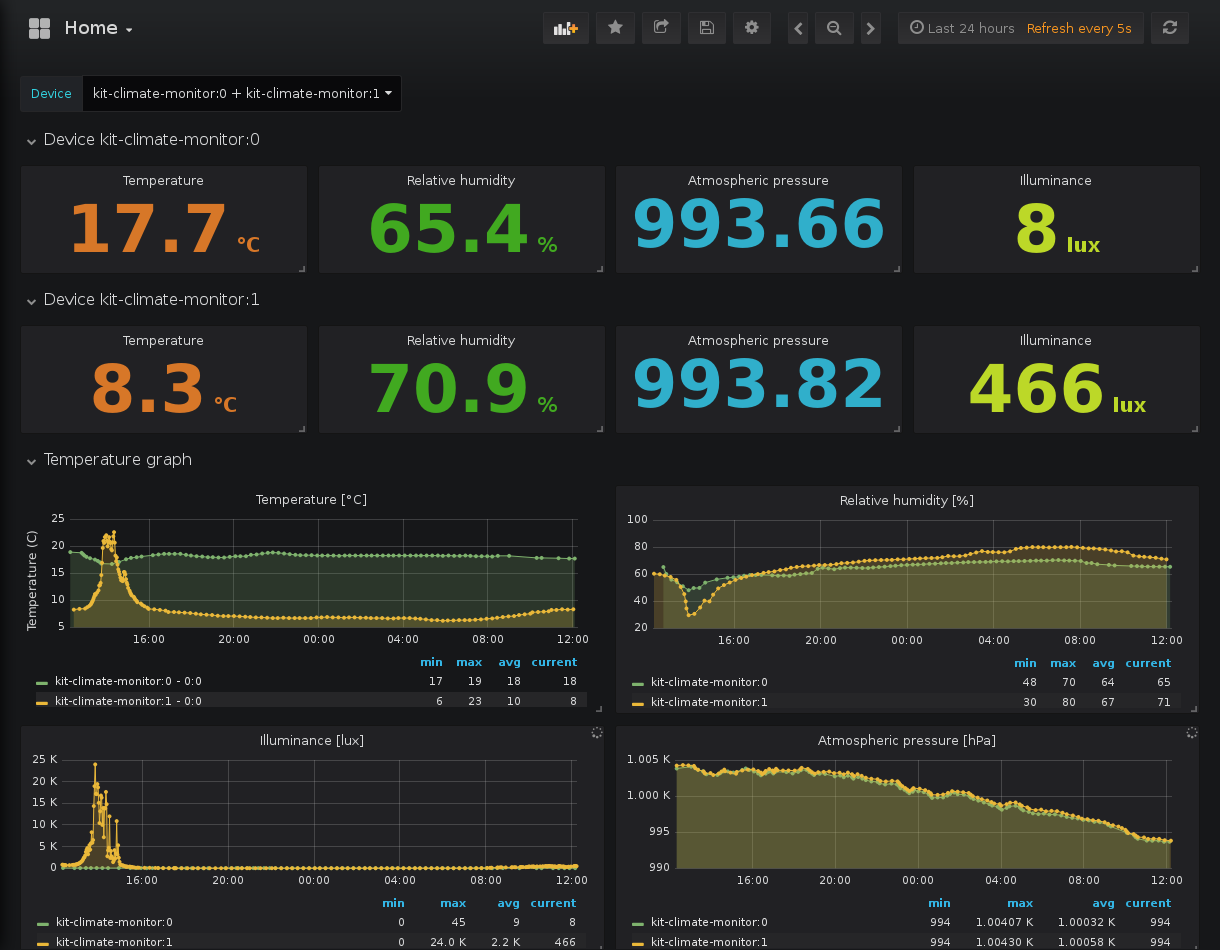 Home
Last 24 hours Refresh every 5s
Device kit-climate-monitor:0 + kit-climate-monitor:1
Device kit-climate-monitor:0
Temperature Relative humidity Atmospheric pressure Illuminance
17.7 °C 65.4 % 993.66 8 lux
Device kit-climate-monitor:1
Temperature Relative humidity Atmospheric pressure Illuminance
8.3 °C 70.9 % 993.82 466 lux
Temperature graph
Temperature [°C]
Temperature (C)
25
20
15
10
5
16:00 20:00 00:00 04:00 08:00 12:00
min max avg current
kit-climate-monitor:0 - 0:0 17 19 18 18
kit-climate-monitor:1 - 0:0 6 23 10 8
Relative humidity [%]
100
80
60
40
20
16:00 20:00 00:00 04:00 08:00 12:00
min max avg current
kit-climate-monitor:0 48 70 64 65
kit-climate-monitor:1 30 80 67 71
Illuminance [lux]
25 K
20 K
15 K
10 K
5 K
0
16:00 20:00 00:00 04:00 08:00 12:00
min max avg current
kit-climate-monitor:0 0 45 9 8
kit-climate-monitor:1 0 24.0 K 2.2 K 466
Atmospheric pressure [hPa]
1.005 K
1.000 K
995
990
16:00 20:00 00:00 04:00 08:00 12:00
min max avg current
kit-climate-monitor:0 994 1.00407 K 1.00032 K 994
kit-climate-monitor:1 994 1.00430 K 1.00058 K 994